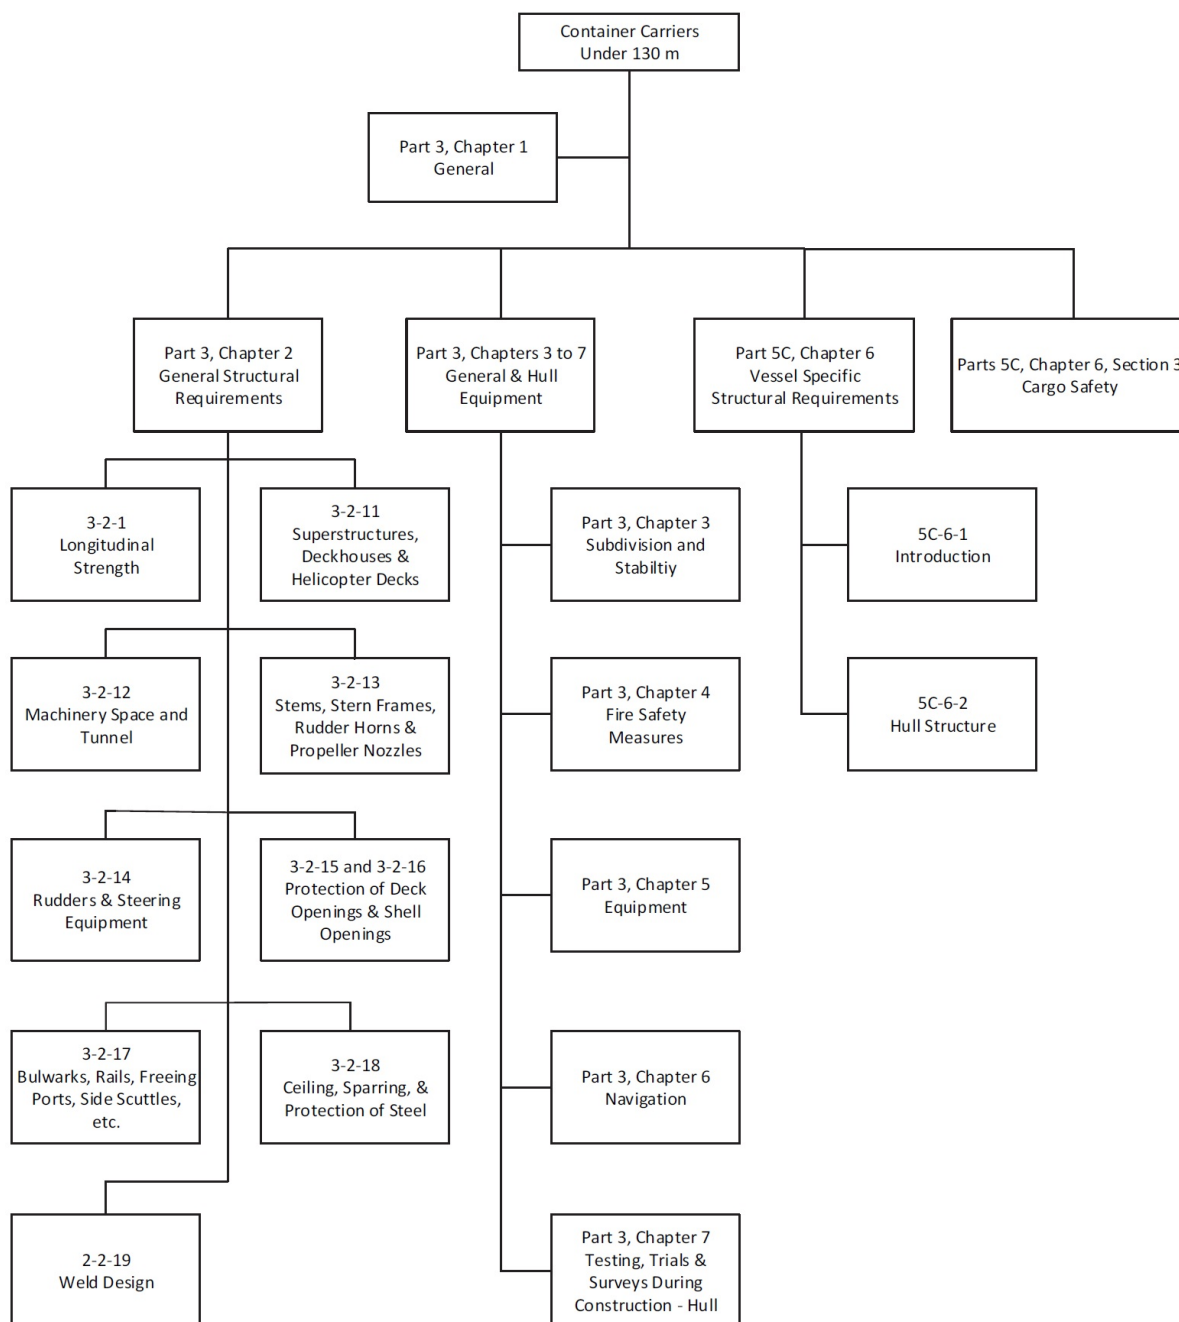 Container Carriers
Under 130 m
Part 3, Chapter 1
General
Part 3, Chapter 2
General Structural
Requirements
Part 3, Chapters 3 to 7
General & Hull
Equipment
Part 5C, Chapter 6
Vessel Specific
Structural Requirements
Parts 5C, Chapter 6, Section 3
Cargo Safety
3-2-1
Longitudinal
Strength
3-2-11
Superstructures,
Deckhouses &
Helicopter Decks
Part 3, Chapter 3
Subdivision and
Stabiltiy
5C-6-1
Introduction
3-2-12
Machinery Space and
Tunnel
3-2-13
Stems, Stern Frames,
Rudder Horns &
Propeller Nozzles
Part 3, Chapter 4
Fire Safety
Measures
5C-6-2
Hull Structure
3-2-14
Rudders & Steering
Equipment
3-2-15 and 3-2-16
Protection of Deck
Openings & Shell
Openings
Part 3, Chapter 5
Equipment
3-2-17
Bulwarks, Rails, Freeing
Ports, Side Scuttles,
etc.
3-2-18
Ceiling, Sparring, &
Protection of Steel
Part 3, Chapter 6
Navigation
2-2-19
Weld Design
Part 3, Chapter 7
Testing, Trials &
Surveys During
Construction - Hull